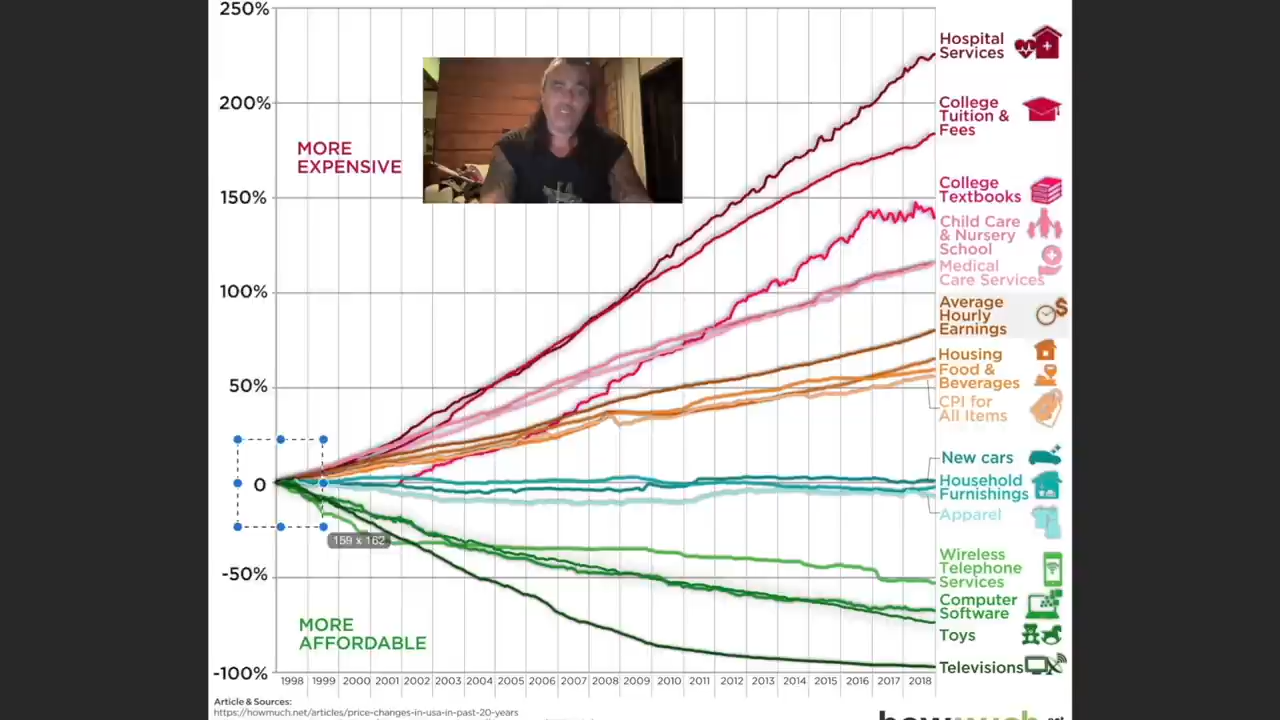 250%
200%
150%
100%
50%
0
-50%
-100%
MORE
EXPENSIVE
MORE
AFFORDABLE
159 x 162
Hospital
Services
College
Tuition &
Fees
College
Textbooks
Child Care
& Nursery
School
Medical
Care Services
Average
Hourly
Earnings
$
Housing
Food &
Beverages
CPI for
All Items
New cars
Household
Furnishings
Apparel
Wireless
Telephone
Services
Computer
Software
Toys
Televisions
1998 1999 2000 2001 2002 2003 2004 2005 2006 2007 2008 2009 2010 2011 2012 2013 2014 2015 2016 2017 2018
Article & Sources:
https://howmuch.net/articles/price-changes-in-usa-in-past-20-years